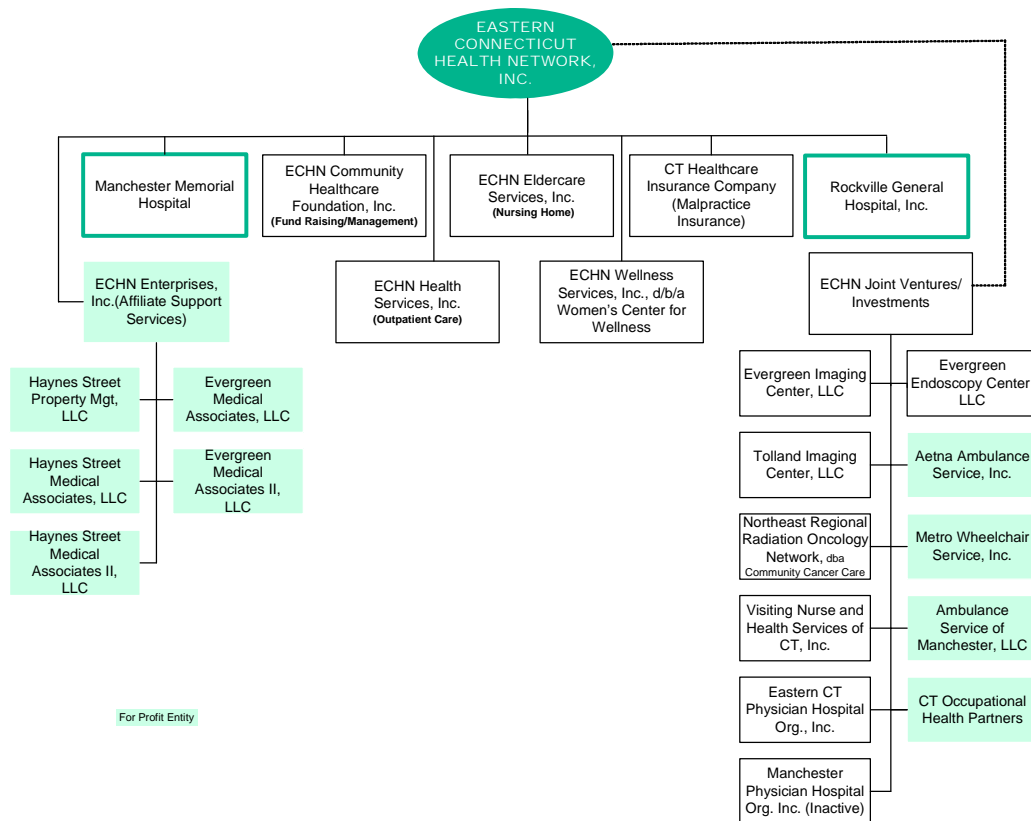 EASTERN
CONNECTICUT
HEALTH NETWORK,
INC.
Manchester Memorial
Hospital
ECHN Community
Healthcare
Foundation, Inc.
(Fund Raising/Management)
ECHN Eldercare
Services, Inc.
(Nursing Home)
CT Healthcare
Insurance Company
(Malpractice
Insurance)
Rockville General
Hospital, Inc.
ECHN Enterprises,
Inc.(Affiliate Support
Services)
ECHN Health
Services, Inc.
(Outpatient Care)
ECHN Wellness
Services, Inc., d/b/a
Women's Center for
Wellness
ECHN Joint Ventures/
Investments
Haynes Street
Property Mgt,
LLC
Evergreen
Medical
Associates, LLC
Haynes Street
Medical
Associates, LLC
Evergreen
Medical
Associates II,
LLC
Haynes Street
Medical
Associates II,
LLC
Evergreen Imaging
Center, LLC
Evergreen
Endoscopy Center
LLC
Tolland Imaging
Center, LLC
Aetna Ambulance
Service, Inc.
Northeast Regional
Radiation Oncology
Network, dba
Community Cancer Care
Metro Wheelchair
Service, Inc.
Visiting Nurse and
Health Services of
CT, Inc.
Ambulance
Service of
Manchester, LLC
Eastern CT
Physician Hospital
Org., Inc.
CT Occupational
Health Partners
Manchester
Physician Hospital
Org. Inc. (Inactive)
For Profit Entity